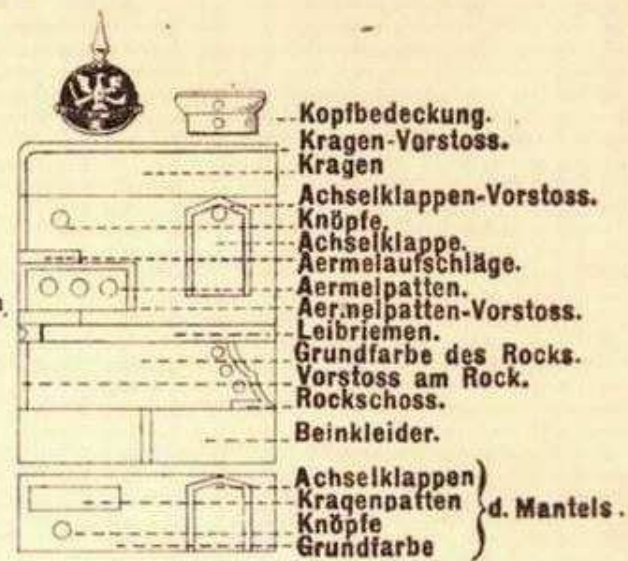 Kopfbedeckung.
Kragen-Vorstoss.
Kragen
Achselklappen-Vorstoss.
Knöpfe.
Achselklappe.
Aermelaufschläge.
Aermelpatten.
Aermelpatten-Vorstoss.
Leibriemen.
Grundfarbe des Rocks.
Vorstoss am Rock.
Rockschoss.
Beinkleider.
Achselklappen
Kragenpatten
d. Mantels.
Knöpfe
Grundfarbe